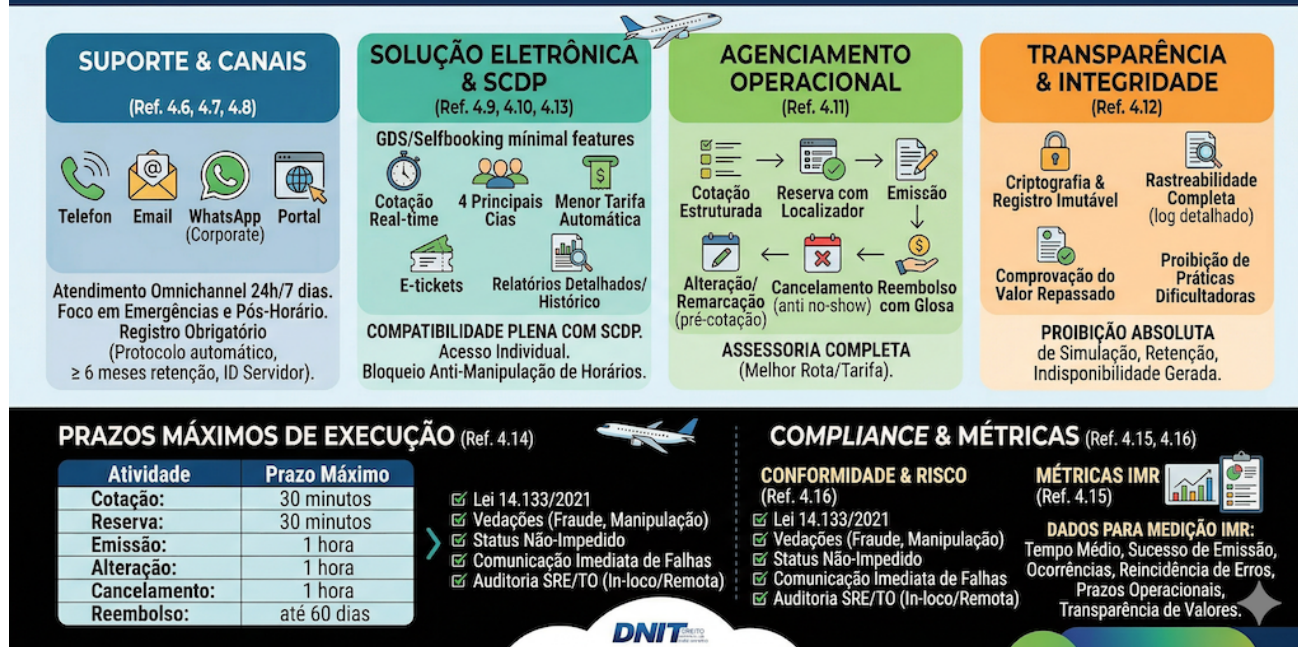 SUPORTE & CANAIS
(Ref. 4.6, 4.7, 4.8)
Telefon
Email
WhatsApp
(Corporate)
Portal
Atendimento Omnichannel 24h/7 dias.
Foco em Emergências e Pós-Horário.
Registro Obrigatório
(Protocolo automático,
≥ 6 meses retenção, ID Servidor).
SOLUÇÃO ELETRÔNICA
& SCDP
(Ref. 4.9, 4.10, 4.13)
GDS/Selfbooking mínimal features
Cotação
Real-time
4 Principais
Cias
Menor Tarifa
Automática
E-tickets
Relatórios Detalhados/
Histórico
COMPATIBILIDADE PLENA COM SCDP.
Acesso Individual.
Bloqueio Anti-Manipulação de Horários.
AGENCIAMENTO
OPERACIONAL
(Ref. 4.11)
Cotação
Estruturada
Reserva com
Localizador
Emissão
Alteração/
Remarcação
(pré-cotação)
Cancelamento
(anti no-show)
Reembolso
com Glosa
ASSESSORIA COMPLETA
(Melhor Rota/Tarifa).
TRANSPARÊNCIA
& INTEGRIDADE
(Ref. 4.12)
Criptografia &
Registro Imutável
Rastreabilidade
Completa
(log detalhado)
Comprovação do
Valor Repassado
Proibição de
Práticas
Dificultadoras
PROIBIÇÃO ABSOLUTA
de Simulação, Retenção,
Indisponibilidade Gerada.
PRAZOS MÁXIMOS DE EXECUÇÃO (Ref. 4.14)
Atividade Prazo Máximo
Cotação: 30 minutos
Reserva: 30 minutos
Emissão: 1 hora
Alteração: 1 hora
Cancelamento: 1 hora
Reembolso: até 60 dias
Lei 14.133/2021
Vedações (Fraude, Manipulação)
Status Não-Impedido
Comunicação Imediata de Falhas
Auditoria SRE/TO (In-loco/Remota)
COMPLIANCE & MÉTRICAS (Ref. 4.15, 4.16)
CONFORMIDADE & RISCO
(Ref. 4.16)
Lei 14.133/2021
Vedações (Fraude, Manipulação)
Status Não-Impedido
Comunicação Imediata de Falhas
Auditoria SRE/TO (In-loco/Remota)
MÉTRICAS IMR
(Ref. 4.15)
DADOS PARA MEDIÇÃO IMR:
Tempo Médio, Sucesso de Emissão,
Ocorrências, Reincidência de Erros,
Prazos Operacionais,
Transparência de Valores.
DNIT